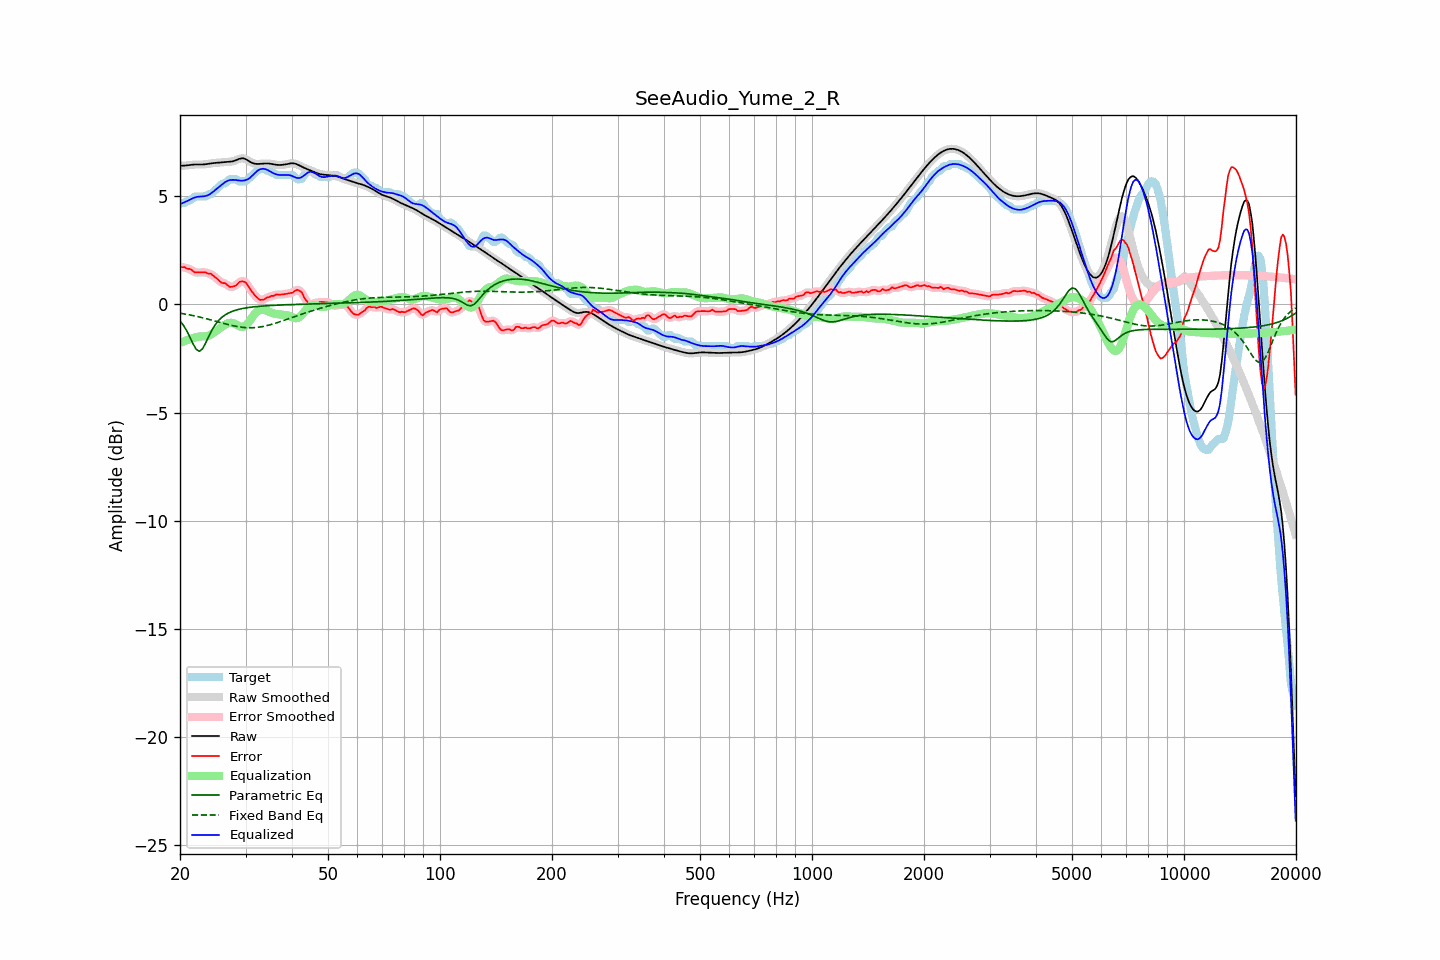 SeeAudio_Yume_2_R
Amplitude (dBr)
5
0
−5
−10
−15
−20
−25
Target
Raw Smoothed
Error Smoothed
Raw
Error
Equalization
Parametric Eq
Fixed Band Eq
Equalized
20 50 100 200 500 1000 2000 5000 10000 20000
Frequency (Hz)